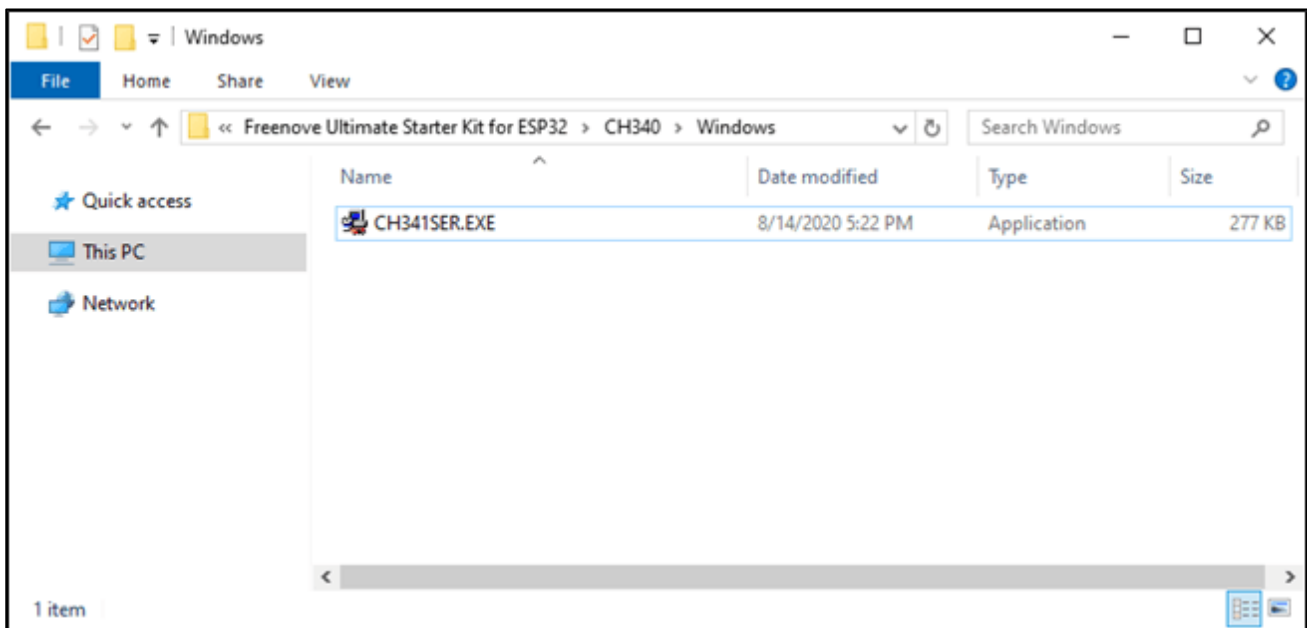 Windows
File Home Share View
« Freenove Ultimate Starter Kit for ESP32 > CH340 > Windows Search Windows
Name Date modified Type Size
Quick access
CH341SER.EXE 8/14/2020 5:22 PM Application 277 KB
This PC
Network
1 item